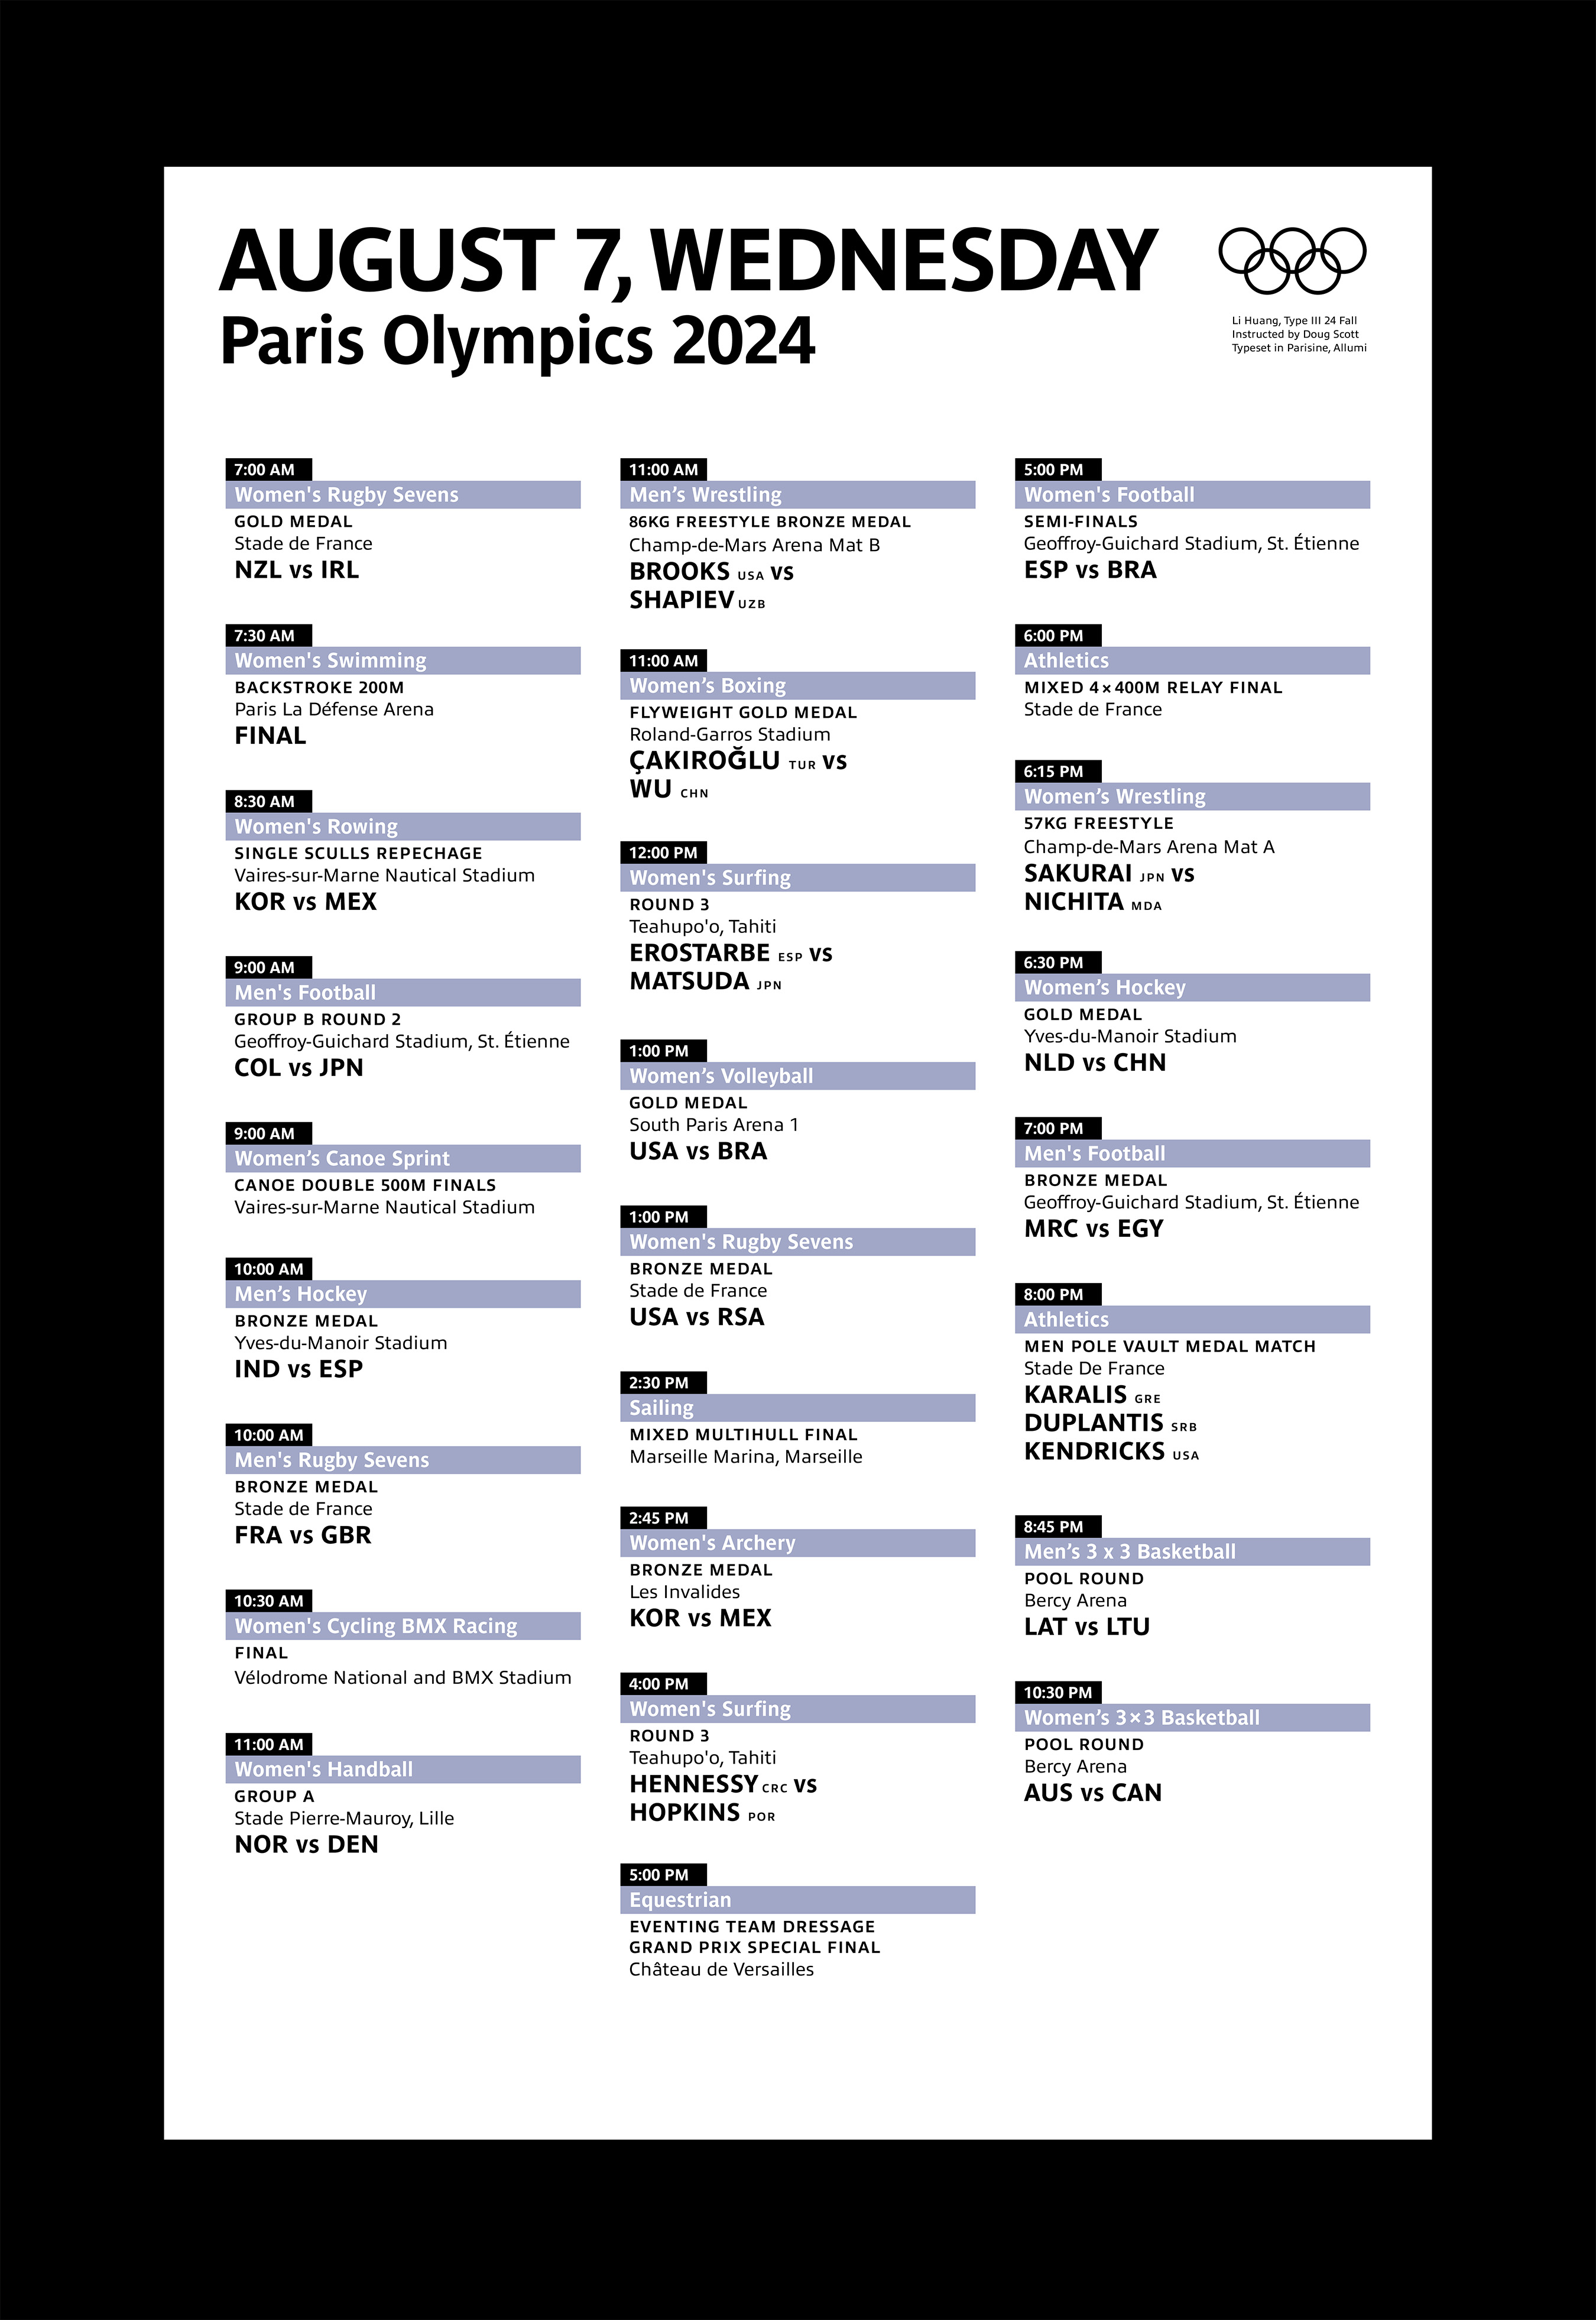 AUGUST 7, WEDNESDAY
Paris Olympics 2024
Li Huang, Type III 24 Fall
Instructed by Doug Scott
Typeset in Parisine, Allumi
7:00 AM
Women's Rugby Sevens
GOLD MEDAL
Stade de France
NZL vs IRL
7:30 AM
Women's Swimming
BACKSTROKE 200M
Paris La Défense Arena
FINAL
8:30 AM
Women's Rowing
SINGLE SCULLS REPECHAGE
Vaires-sur-Marne Nautical Stadium
KOR vs MEX
9:00 AM
Men's Football
GROUP B ROUND 2
Geoffroy-Guichard Stadium, St. Étienne
COL vs JPN
9:00 AM
Women’s Canoe Sprint
CANOE DOUBLE 500M FINALS
Vaires-sur-Marne Nautical Stadium
10:00 AM
Men’s Hockey
BRONZE MEDAL
Yves-du-Manoir Stadium
IND vs ESP
10:00 AM
Men's Rugby Sevens
BRONZE MEDAL
Stade de France
FRA vs GBR
10:30 AM
Women's Cycling BMX Racing
FINAL
Vélodrome National and BMX Stadium
11:00 AM
Women's Handball
GROUP A
Stade Pierre-Mauroy, Lille
NOR vs DEN
11:00 AM
Men’s Wrestling
86KG FREESTYLE BRONZE MEDAL
Champ-de-Mars Arena Mat B
BROOKS USA vs
SHAPIEV UZB
11:00 AM
Women’s Boxing
FLYWEIGHT GOLD MEDAL
Roland-Garros Stadium
ÇAKIROĞLU TUR vs
WU CHN
12:00 PM
Women's Surfing
ROUND 3
Teahupo'o, Tahiti
EROSTARBE ESP vs
MATSUDA JPN
1:00 PM
Women’s Volleyball
GOLD MEDAL
South Paris Arena 1
USA vs BRA
1:00 PM
Women's Rugby Sevens
BRONZE MEDAL
Stade de France
USA vs RSA
2:30 PM
Sailing
MIXED MULTIHULL FINAL
Marseille Marina, Marseille
2:45 PM
Women's Archery
BRONZE MEDAL
Les Invalides
KOR vs MEX
4:00 PM
Women's Surfing
ROUND 3
Teahupo'o, Tahiti
HENNESSY CRC vs
HOPKINS POR
5:00 PM
Equestrian
EVENTING TEAM DRESSAGE
GRAND PRIX SPECIAL FINAL
Château de Versailles
5:00 PM
Women's Football
SEMI-FINALS
Geoffroy-Guichard Stadium, St. Étienne
ESP vs BRA
6:00 PM
Athletics
MIXED 4×400M RELAY FINAL
Stade de France
6:15 PM
Women’s Wrestling
57KG FREESTYLE
Champ-de-Mars Arena Mat A
SAKURAI JPN vs
NICHITA MDA
6:30 PM
Women’s Hockey
GOLD MEDAL
Yves-du-Manoir Stadium
NLD vs CHN
7:00 PM
Men's Football
BRONZE MEDAL
Geoffroy-Guichard Stadium, St. Étienne
MRC vs EGY
8:00 PM
Athletics
MEN POLE VAULT MEDAL MATCH
Stade De France
KARALIS GRE
DUPLANTIS SRB
KENDRICKS USA
8:45 PM
Men’s 3 x 3 Basketball
POOL ROUND
Bercy Arena
LAT vs LTU
10:30 PM
Women’s 3×3 Basketball
POOL ROUND
Bercy Arena
AUS vs CAN